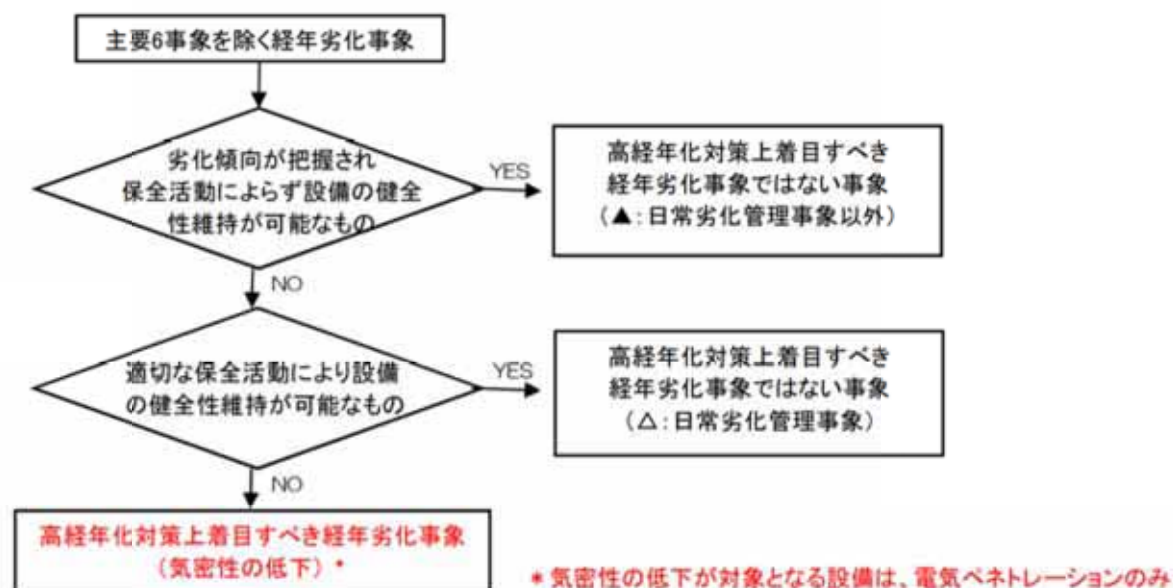 主要6事象を除く経年劣化事象
劣化傾向が把握され
保全活動によらず設備の健全
性維持が可能なもの
YES
高経年化対策上着目すべき
経年劣化事象ではない事象
(▲:日常劣化管理事象以外)
NO
適切な保全活動により設備
の健全性維持が可能なもの
YES
高経年化対策上着目すべき
経年劣化事象ではない事象
(△:日常劣化管理事象)
NO
高経年化対策上着目すべき経年劣化事象
(気密性の低下) *
* 気密性の低下が対象となる設備は、電気ペネトレーションのみ